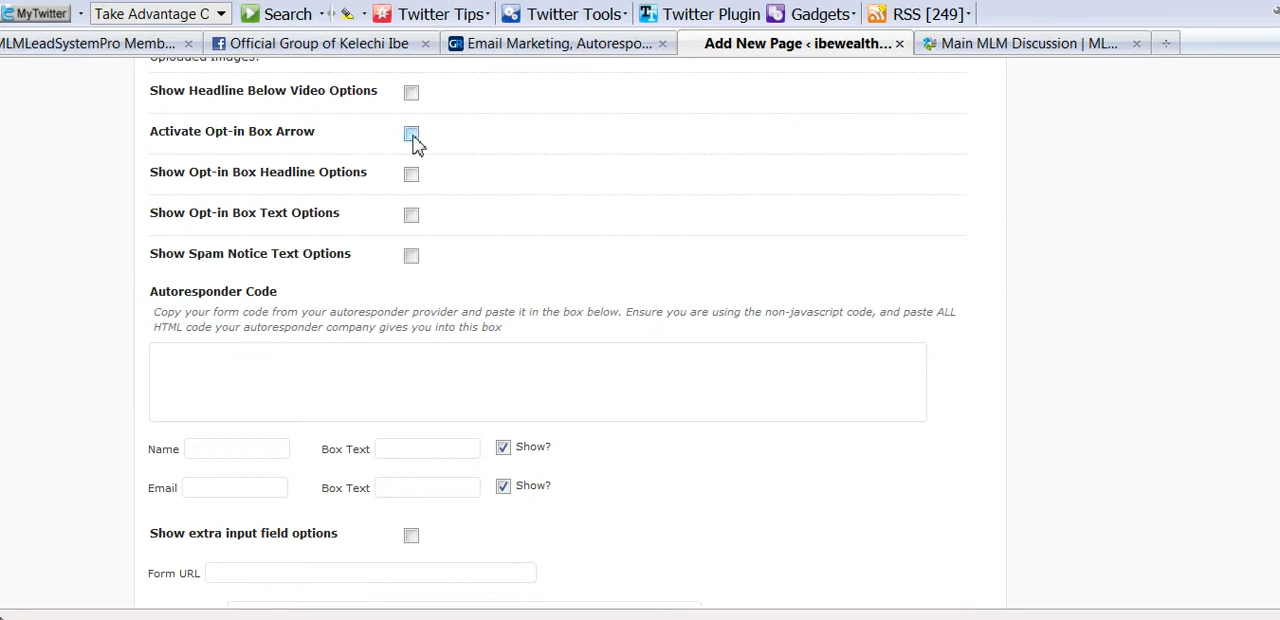 MyTwitter Take Advantage C Search Twitter Tips Twitter Tools Twitter Plugin Gadgets RSS [249]
MLMLeadSystemPro Memb... Official Group of Kelechi Ibe GR Email Marketing, Autorespo... Add New Page ‹ ibewealth... Main MLM Discussion | ML...
Uploaded Images!
Show Headline Below Video Options
Activate Opt-in Box Arrow
Show Opt-in Box Headline Options
Show Opt-in Box Text Options
Show Spam Notice Text Options
Autoresponder Code
Copy your form code from your autoresponder provider and paste it in the box below. Ensure you are using the non-javascript code, and paste ALL
HTML code your autoresponder company gives you into this box
Name Box Text Show?
Email Box Text Show?
Show extra input field options
Form URL